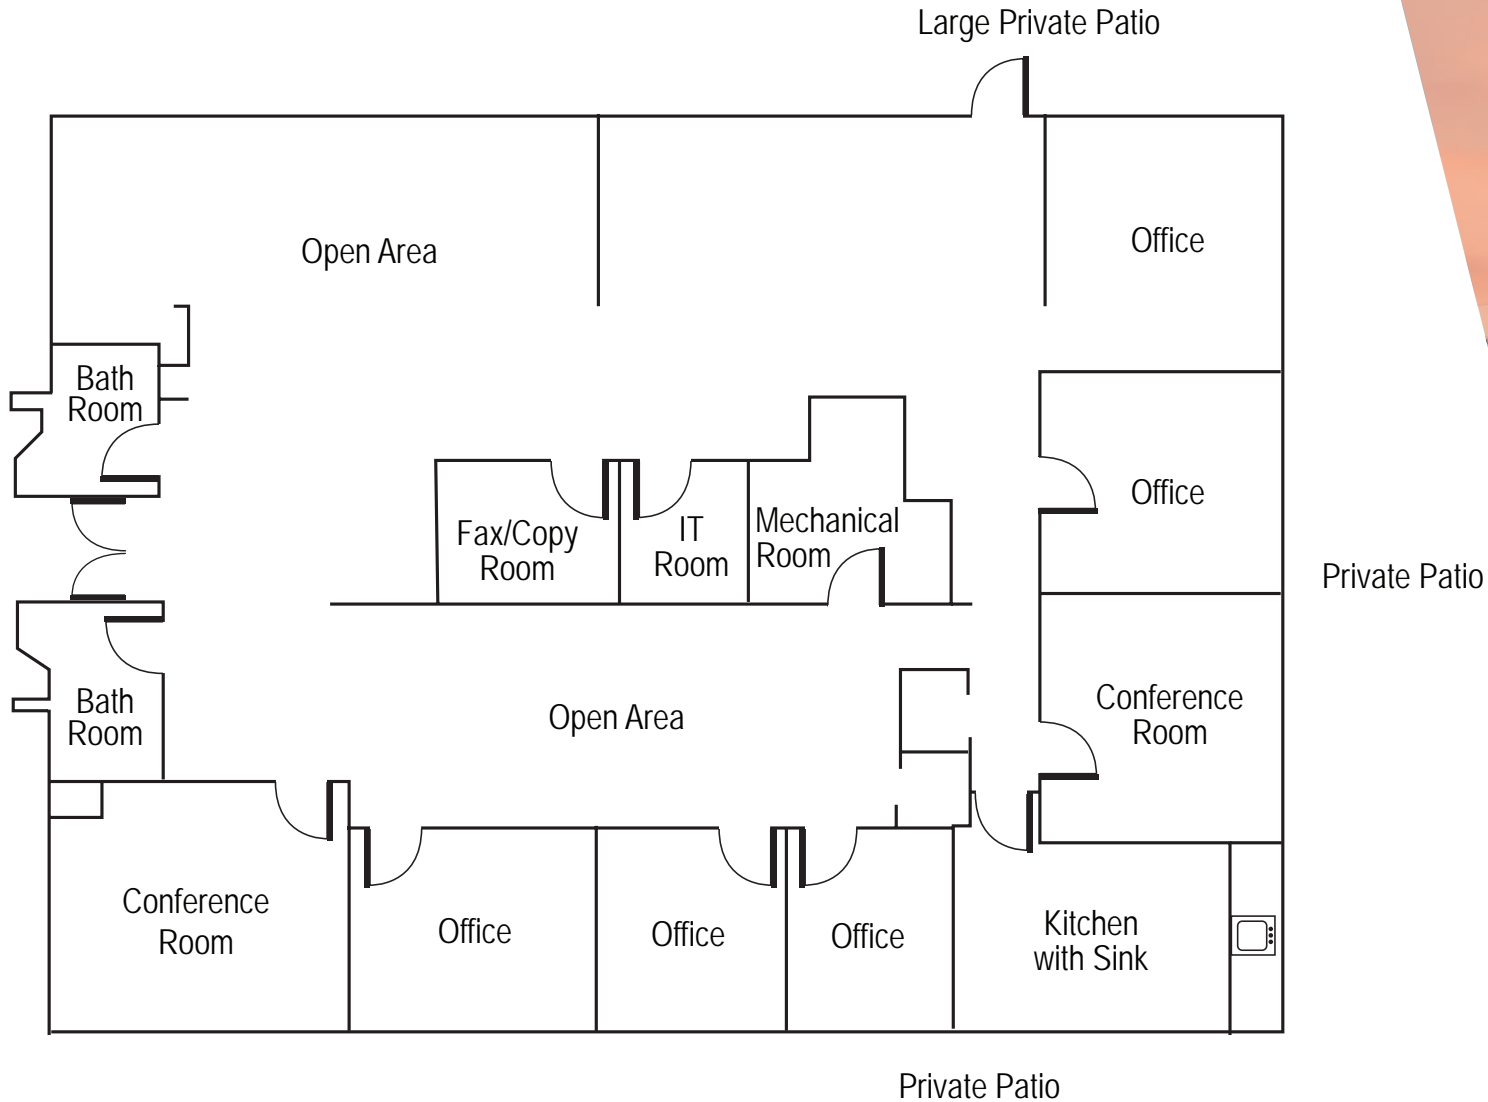 Large Private Patio
Open Area
Office
Bath
Room
Office
Fax/Copy
Room
IT
Room
Mechanical
Room
Private Patio
Bath
Room
Open Area
Conference
Room
Conference
Room
Office
Office
Office
Kitchen
with Sink
Private Patio